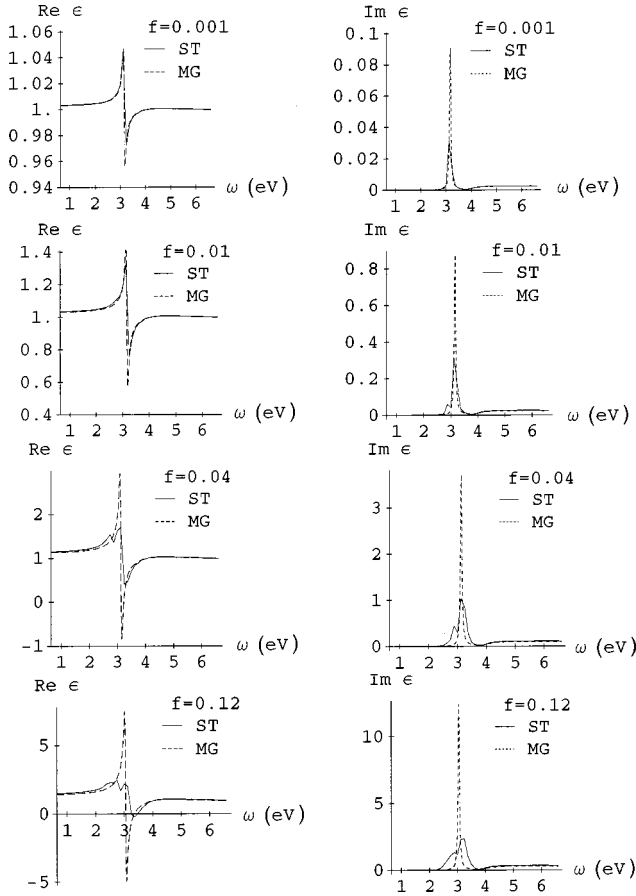 Re ϵ
f=0.001
ST
MG
1.06
1.04
1.02
1.
0.98
0.96
0.94
1 2 3 4 5 6
ω (eV)
Im ϵ
f=0.001
ST
MG
0.1
0.08
0.06
0.04
0.02
0
1 2 3 4 5 6
ω (eV)
Re ϵ
f=0.01
ST
MG
1.4
1.2
1.0
0.8
0.6
0.4
1 2 3 4 5 6
ω (eV)
Im ϵ
f=0.01
ST
MG
0.8
0.6
0.4
0.2
0
1 2 3 4 5 6
ω (eV)
Re ϵ
f=0.04
ST
MG
2
1
0
-1
1 2 3 4 5 6
ω (eV)
Im ϵ
f=0.04
ST
MG
3
2
1
0
1 2 3 4 5 6
ω (eV)
Re ϵ
f=0.12
ST
MG
5
0
-5
1 2 3 4 5 6
ω (eV)
Im ϵ
f=0.12
ST
MG
10
5
0
1 2 3 4 5 6
ω (eV)